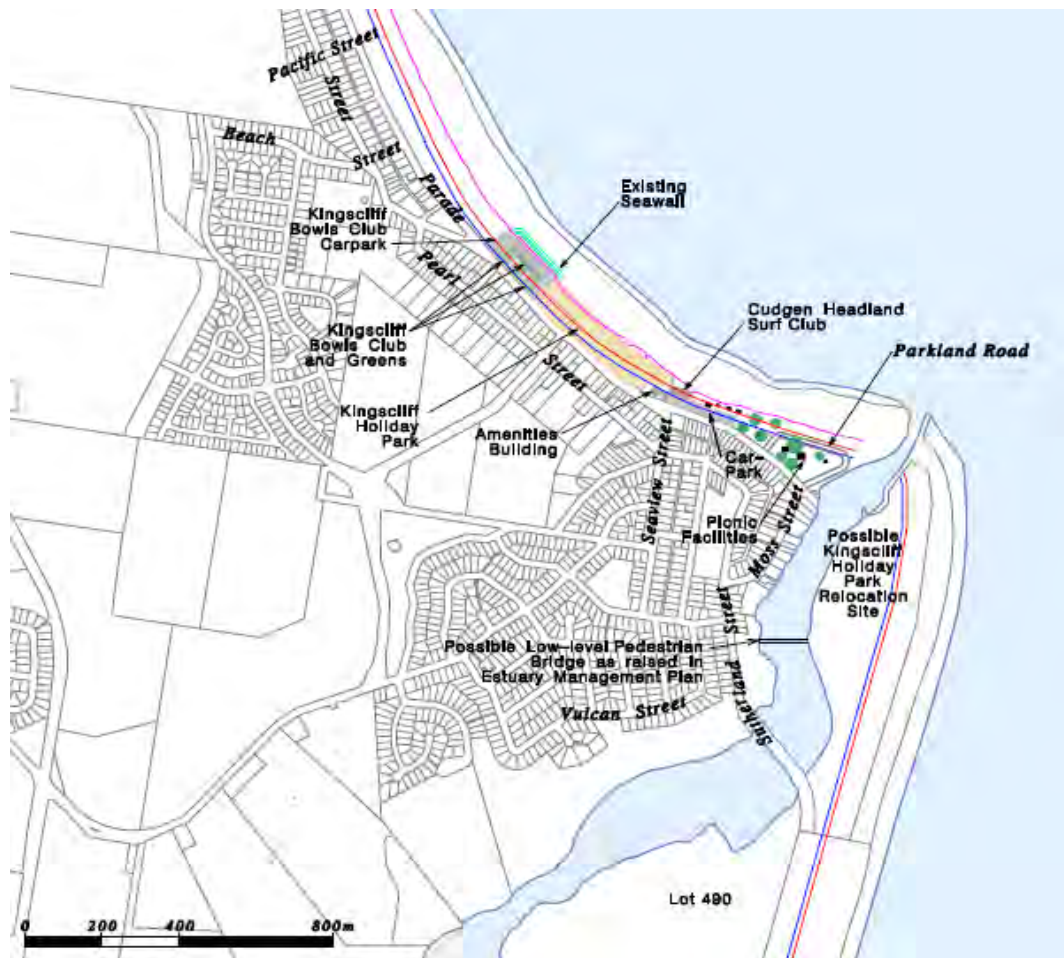 Pacific Street
Street
Beach
Street
Parade
Existing
Seawall
Kingscliff
Bowls Club
Carpark
Pearl
Street
Cudgen Headland
Surf Club
Kingscliff
Bowls Club
and Greens
Parkland Road
Kingscliff
Holiday
Park
Amenities
Building
Seaview Street
Car-
Park
Picnic
Facilities
Moss Street
Possible
Kingscliff
Holiday
Park
Relocation
Site
Possible Low-level Pedestrian
Bridge as raised in
Estuary Management Plan
Sutherland Street
Vulcan Street
Lot 490
0 200 400 800m